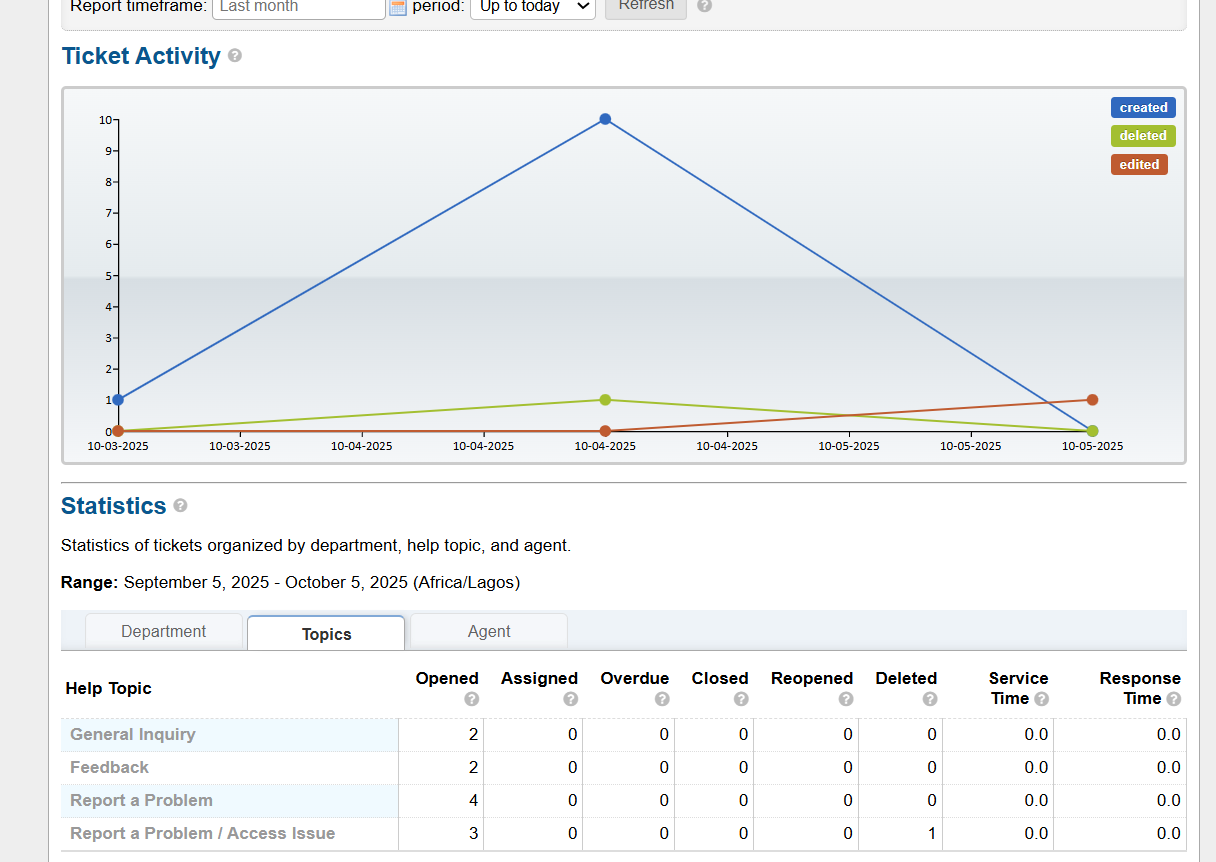 Report timeframe: Last month period: Up to today Refresh ?
Ticket Activity ?
created
deleted
edited
10
9
8
7
6
5
4
3
2
1
0
10-03-2025 10-03-2025 10-04-2025 10-04-2025 10-04-2025 10-04-2025 10-05-2025 10-05-2025 10-05-2025
Statistics ?
Statistics of tickets organized by department, help topic, and agent.
Range: September 5, 2025 - October 5, 2025 (Africa/Lagos)
Department Topics Agent
Help Topic Opened ? Assigned ? Overdue ? Closed ? Reopened ? Deleted ? Service Time ? Response Time ?
General Inquiry 2 0 0 0 0 0 0.0 0.0
Feedback 2 0 0 0 0 0 0.0 0.0
Report a Problem 4 0 0 0 0 0 0.0 0.0
Report a Problem / Access Issue 3 0 0 0 0 1 0.0 0.0